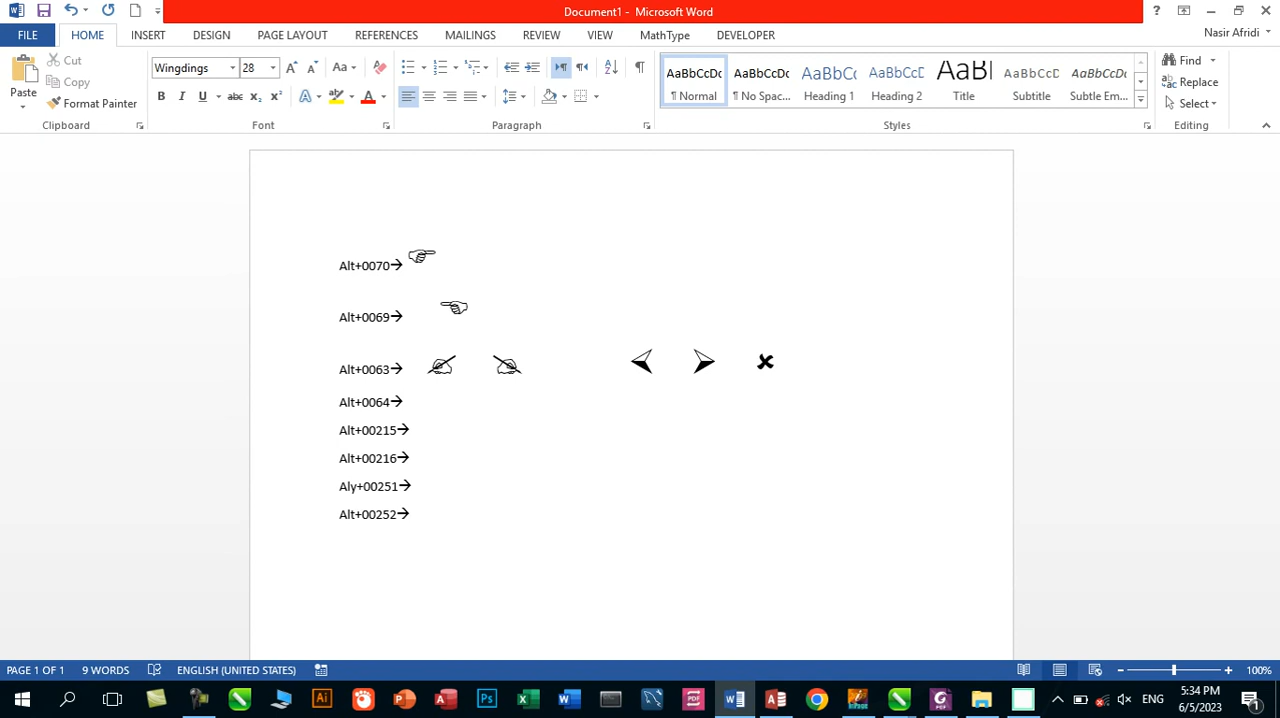 Document1 - Microsoft Word
Nasir Afridi
FILE HOME INSERT DESIGN PAGE LAYOUT REFERENCES MAILINGS REVIEW VIEW MathType DEVELOPER
Paste
Cut
Copy
Format Painter
Clipboard
Wingdings 28
Font
Paragraph
AaBbCcDc AaBbCcDc AaBbCc AaBbCcD AaBl AaBbCcD AaBbCcDc
¶ Normal ¶ No Spac... Heading 1 Heading 2 Title Subtitle Subtle Em...
Styles
Find
Replace
Select
Editing
Alt+0070→ ☞
Alt+0069→ ☜
Alt+0063→ ⮘ ⮚ ✘
Alt+0064→
Alt+00215→
Alt+00216→
Aly+00251→
Alt+00252→
PAGE 1 OF 1 9 WORDS ENGLISH (UNITED STATES) 100%
ENG
5:34 PM
6/5/2023